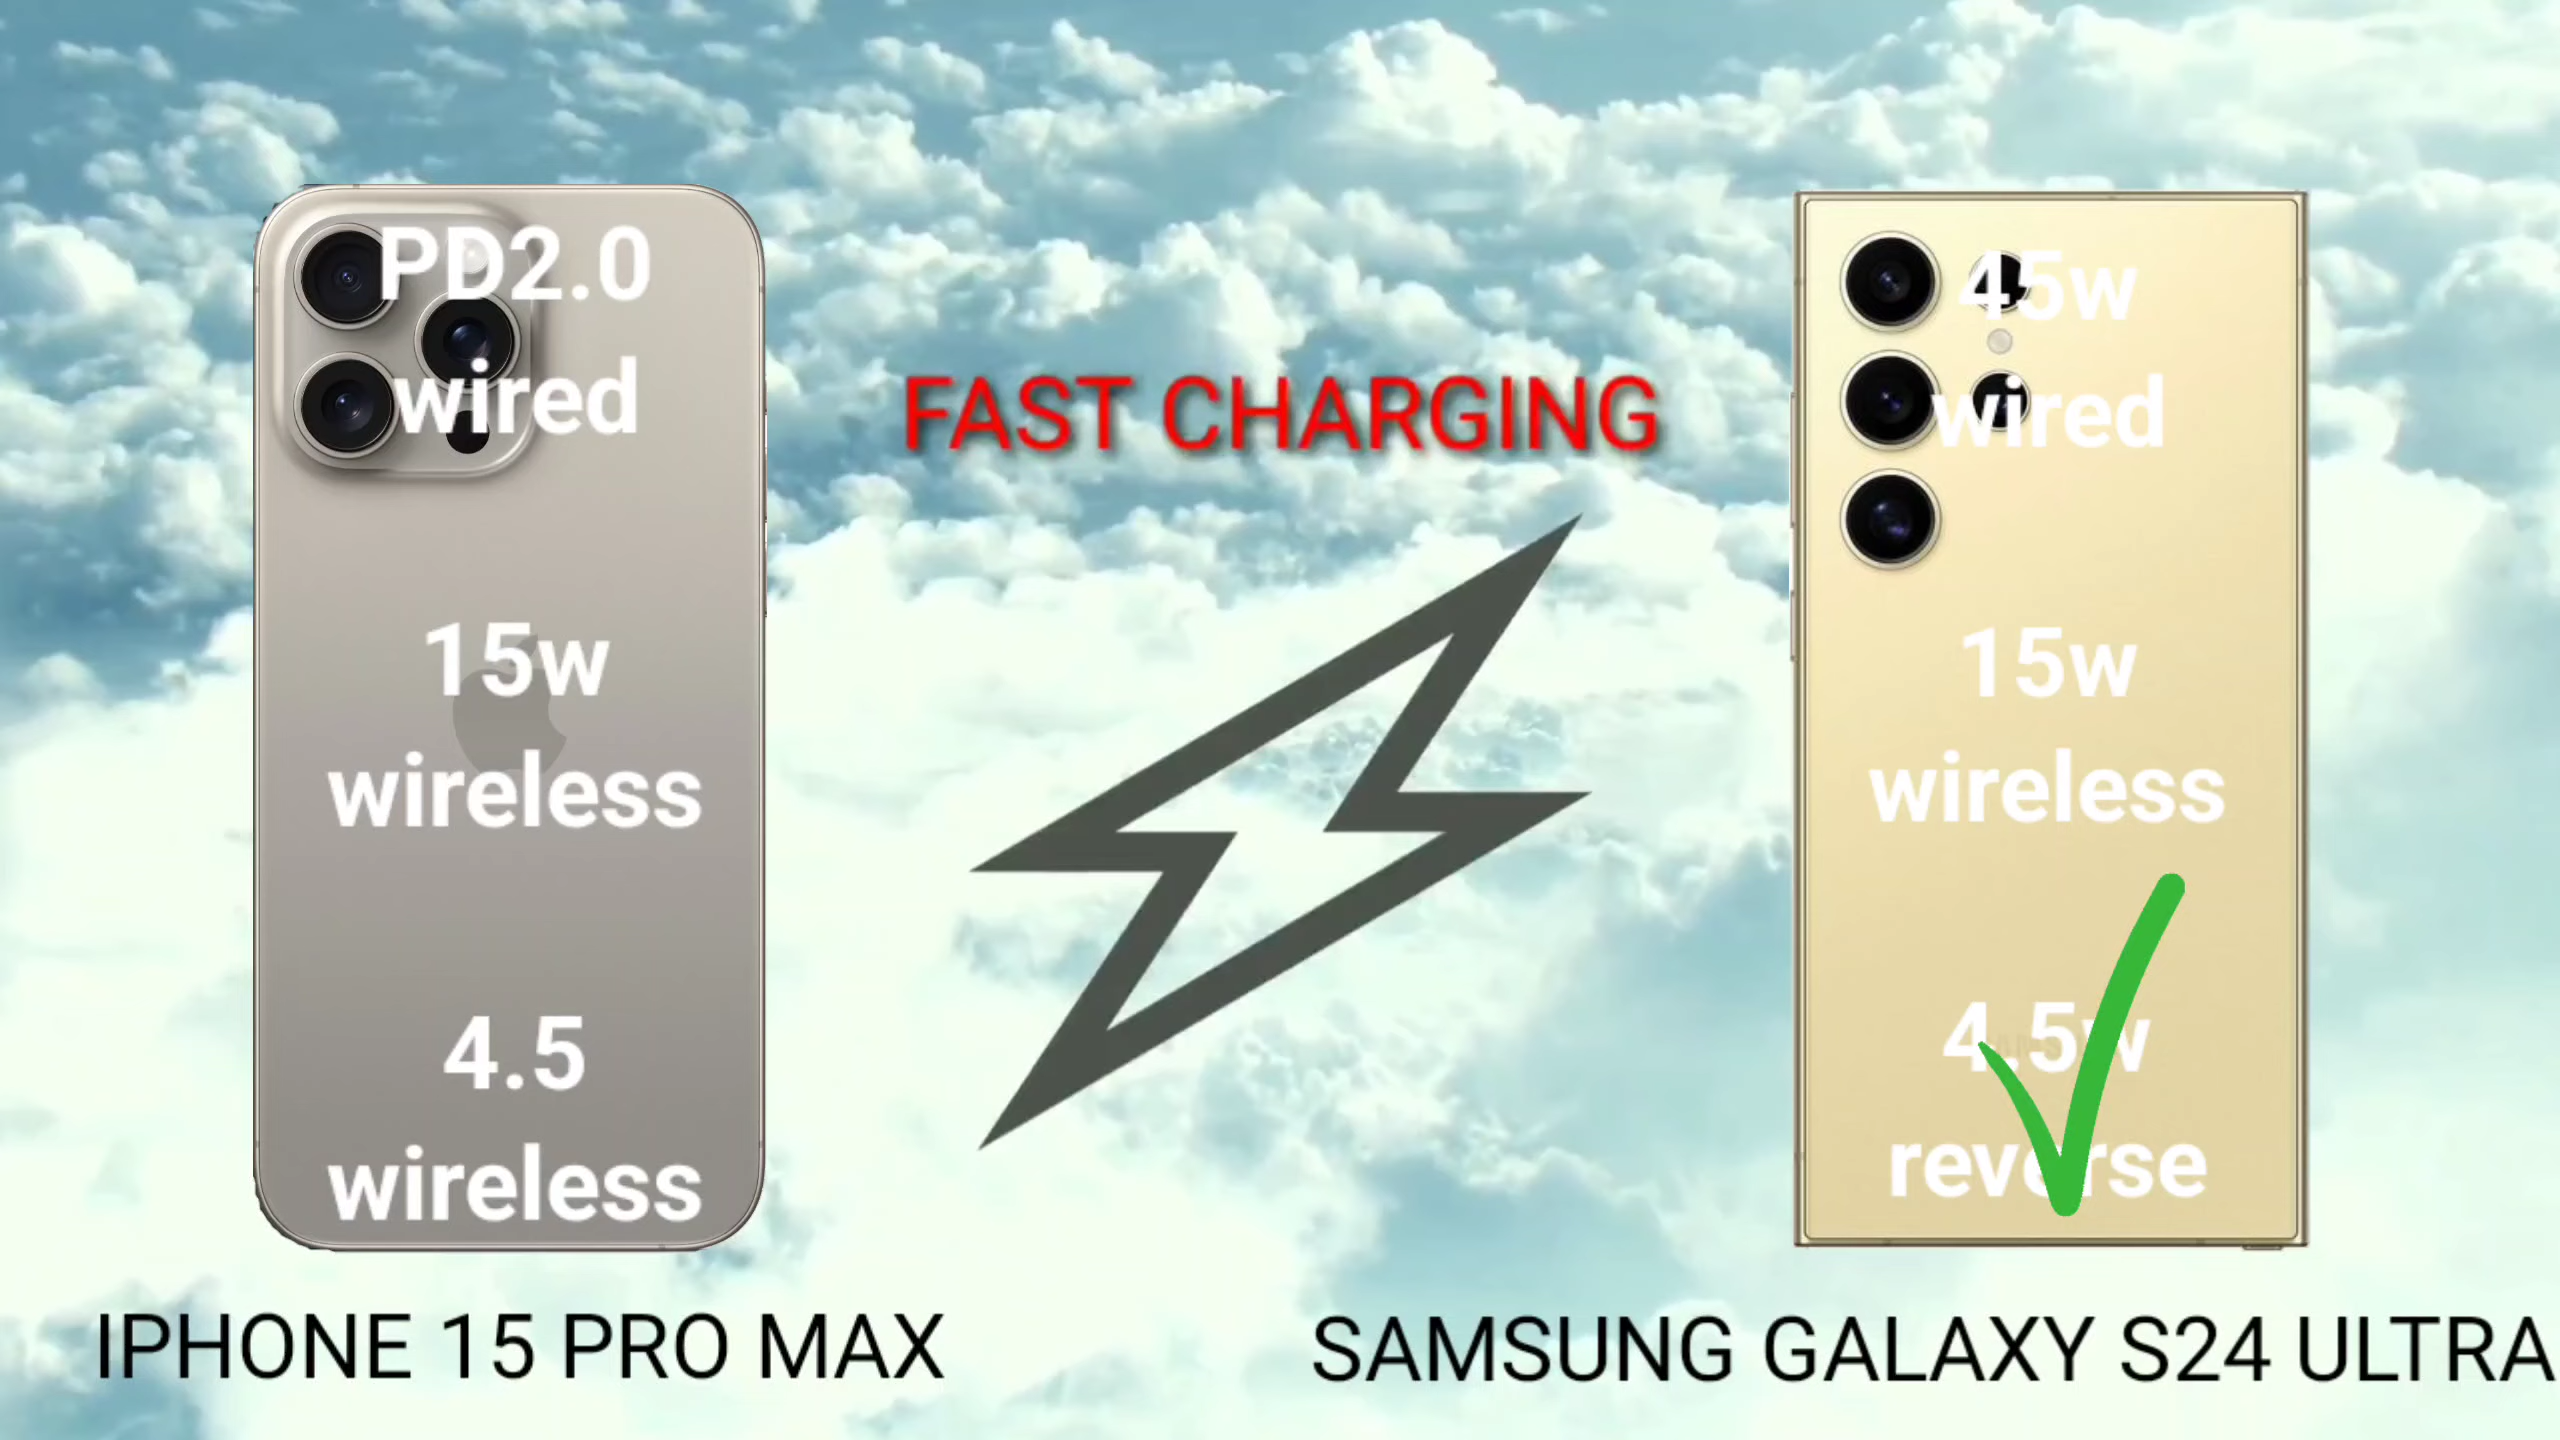 PD2.0
wired
15w
wireless
4.5
wireless
FAST CHARGING
45w
wired
15w
wireless
4.5w
reverse
IPHONE 15 PRO MAX
SAMSUNG GALAXY S24 ULTRA